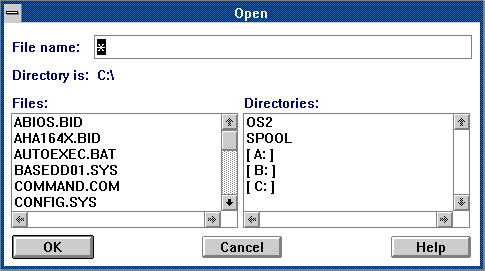 Open
File name: *
Directory is: C:\
Files:
ABIOS.BID
AHA164X.BID
AUTOEXEC.BAT
BASEDD01.SYS
COMMAND.COM
CONFIG.SYS
Directories:
OS2
SPOOL
[ A: ]
[ B: ]
[ C: ]
OK
Cancel
Help